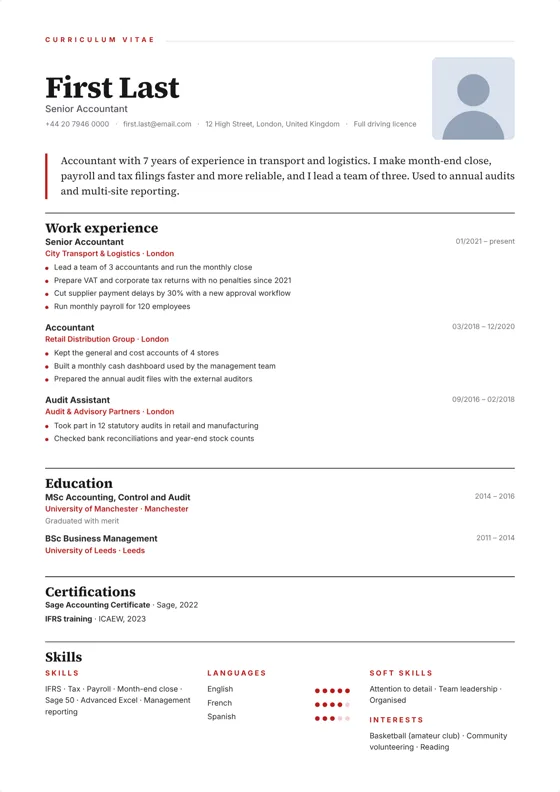 CURRICULUM VITAE
First Last
Senior Accountant
+44 20 7946 0000 · first.last@email.com · 12 High Street, London, United Kingdom · Full driving licence
Accountant with 7 years of experience in transport and logistics. I make month-end close,
payroll and tax filings faster and more reliable, and I lead a team of three. Used to annual audits
and multi-site reporting.
Work experience
Senior Accountant 01/2021 – present
City Transport & Logistics · London
Lead a team of 3 accountants and run the monthly close
Prepare VAT and corporate tax returns with no penalties since 2021
Cut supplier payment delays by 30% with a new approval workflow
Run monthly payroll for 120 employees
Accountant 03/2018 – 12/2020
Retail Distribution Group · London
Kept the general and cost accounts of 4 stores
Built a monthly cash dashboard used by the management team
Prepared the annual audit files with the external auditors
Audit Assistant 09/2016 – 02/2018
Audit & Advisory Partners · London
Took part in 12 statutory audits in retail and manufacturing
Checked bank reconciliations and year-end stock counts
Education
MSc Accounting, Control and Audit 2014 – 2016
University of Manchester · Manchester
Graduated with merit
BSc Business Management 2011 – 2014
University of Leeds · Leeds
Certifications
Sage Accounting Certificate · Sage, 2022
IFRS training · ICAEW, 2023
Skills
SKILLS
IFRS · Tax · Payroll · Month-end close ·
Sage 50 · Advanced Excel · Management
reporting
LANGUAGES
English
French
Spanish
SOFT SKILLS
Attention to detail · Team leadership ·
Organised
INTERESTS
Basketball (amateur club) · Community
volunteering · Reading